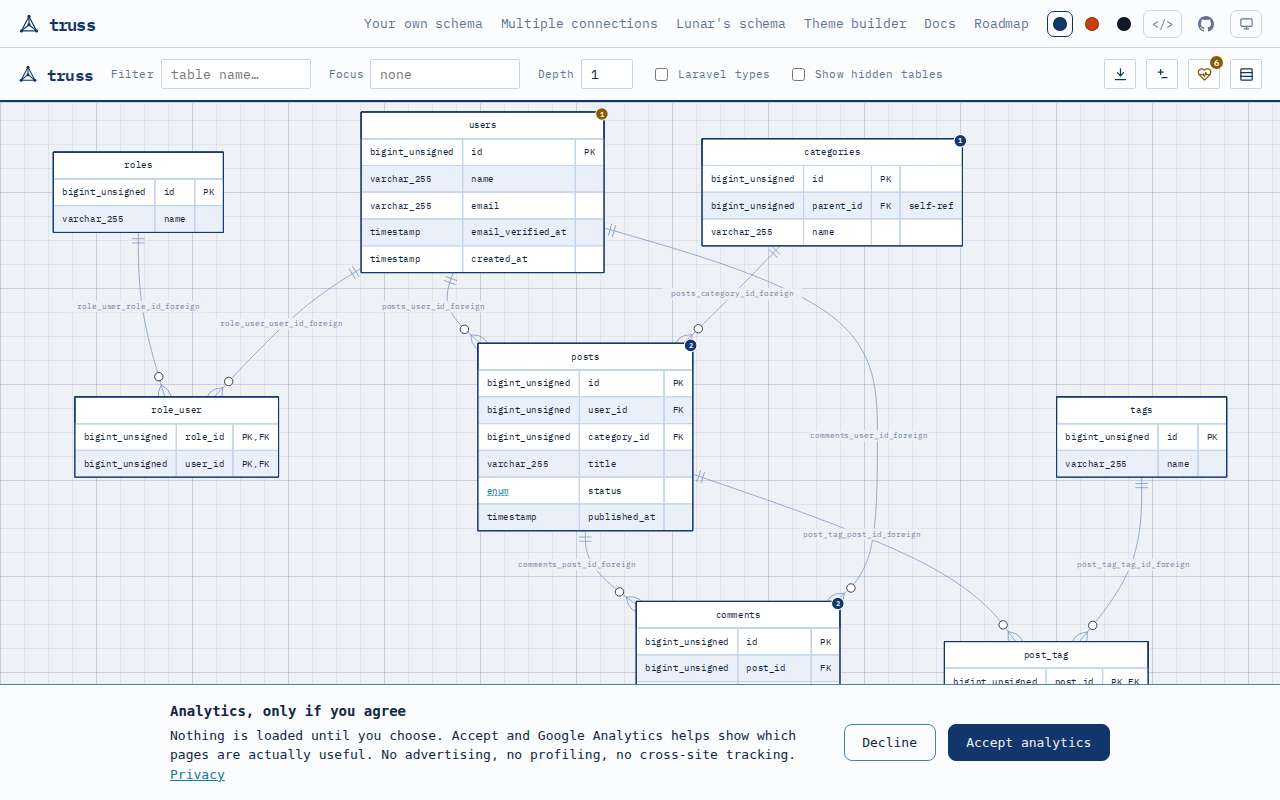 truss
Your own schema Multiple connections Lunar's schema Theme builder Docs Roadmap </>
truss Filter table name… Focus none Depth 1 Laravel types Show hidden tables 6
users 1
bigint_unsigned id PK
varchar_255 name
varchar_255 email
timestamp email_verified_at
timestamp created_at
roles
bigint_unsigned id PK
varchar_255 name
categories 1
bigint_unsigned id PK
bigint_unsigned parent_id FK self-ref
varchar_255 name
role_user_role_id_foreign
role_user_user_id_foreign
posts_user_id_foreign
posts_category_id_foreign
posts 2
bigint_unsigned id PK
bigint_unsigned user_id FK
bigint_unsigned category_id FK
varchar_255 title
enum status
timestamp published_at
role_user
bigint_unsigned role_id PK,FK
bigint_unsigned user_id PK,FK
comments_user_id_foreign
tags
bigint_unsigned id PK
varchar_255 name
post_tag_post_id_foreign
comments_post_id_foreign
post_tag_tag_id_foreign
comments 2
bigint_unsigned id PK
bigint_unsigned post_id FK
post_tag
bigint_unsigned post_id PK,FK
Analytics, only if you agree
Nothing is loaded until you choose. Accept and Google Analytics helps show which
pages are actually useful. No advertising, no profiling, no cross-site tracking.
Privacy
Decline
Accept analytics